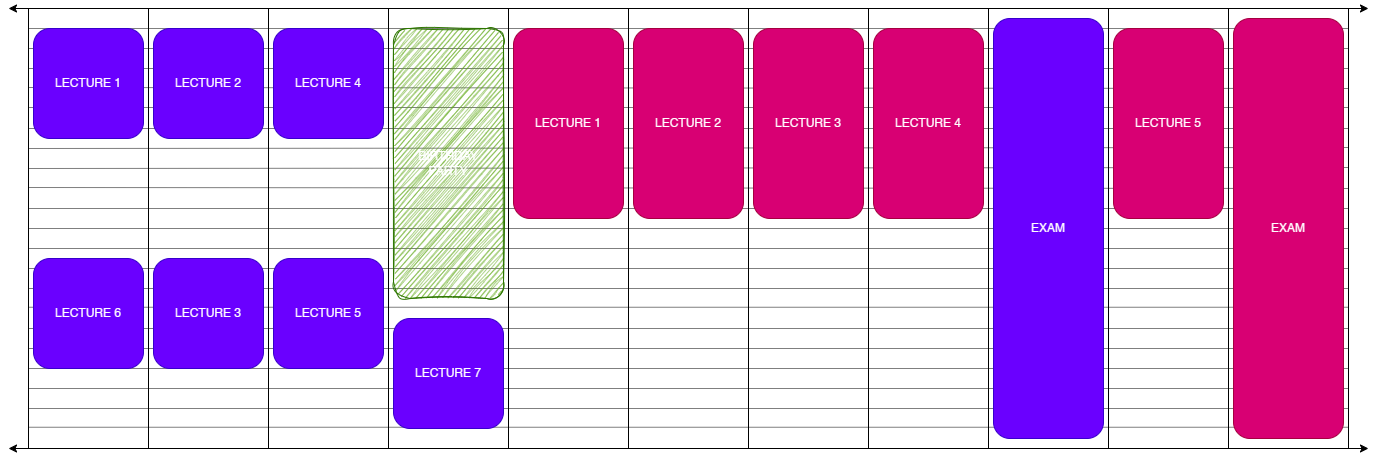 LECTURE 1
LECTURE 2
LECTURE 4
BIRTHDAY
PARTY
LECTURE 1
LECTURE 2
LECTURE 3
LECTURE 4
EXAM
LECTURE 5
EXAM
LECTURE 6
LECTURE 3
LECTURE 5
LECTURE 7